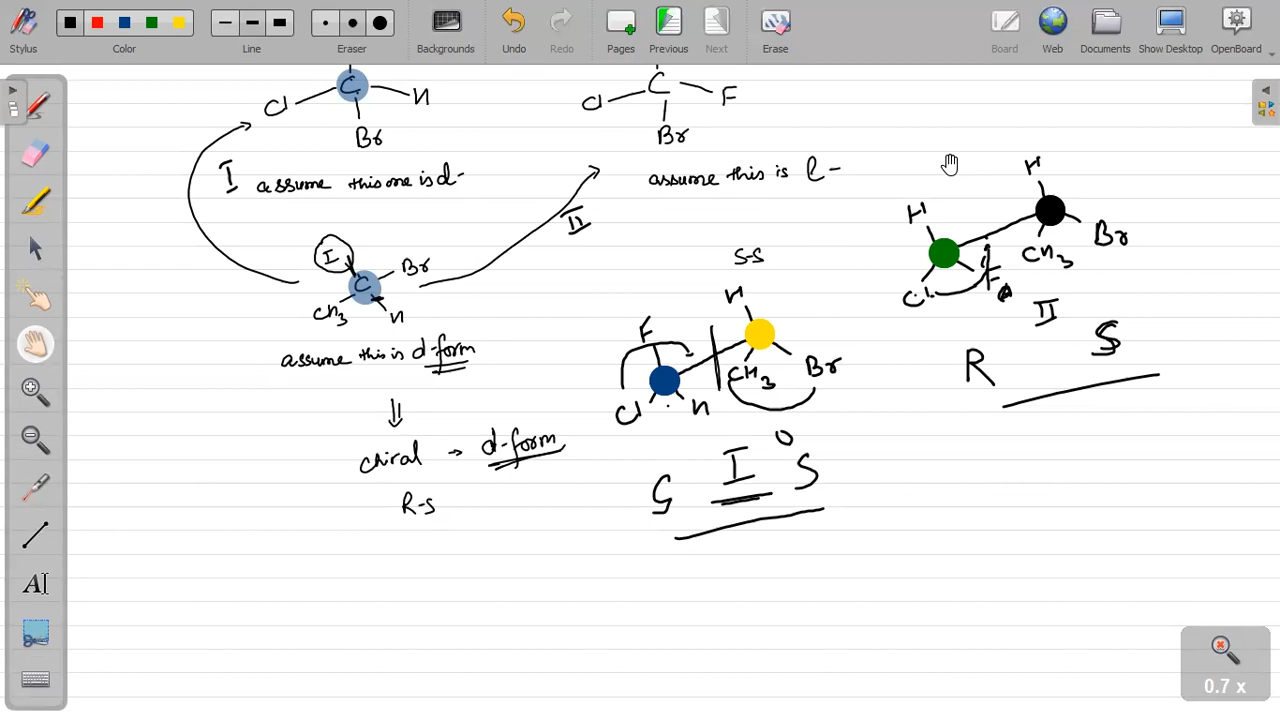 Stylus Color Line Eraser Backgrounds Undo Redo Pages Previous Next Erase Board Web Documents Show Desktop OpenBoard
Cl C H
Br
I assume this one is d-
Cl C F
Br
assume this is l-
II
I
C Br
CH3 H
assume this is d-form
⇓
chiral → d-form
R-S
S-S
H
F
CH3 Br
Cl H
S I S
H
H
Br
CH3
Cl F
II
R S
AI
0.7 x